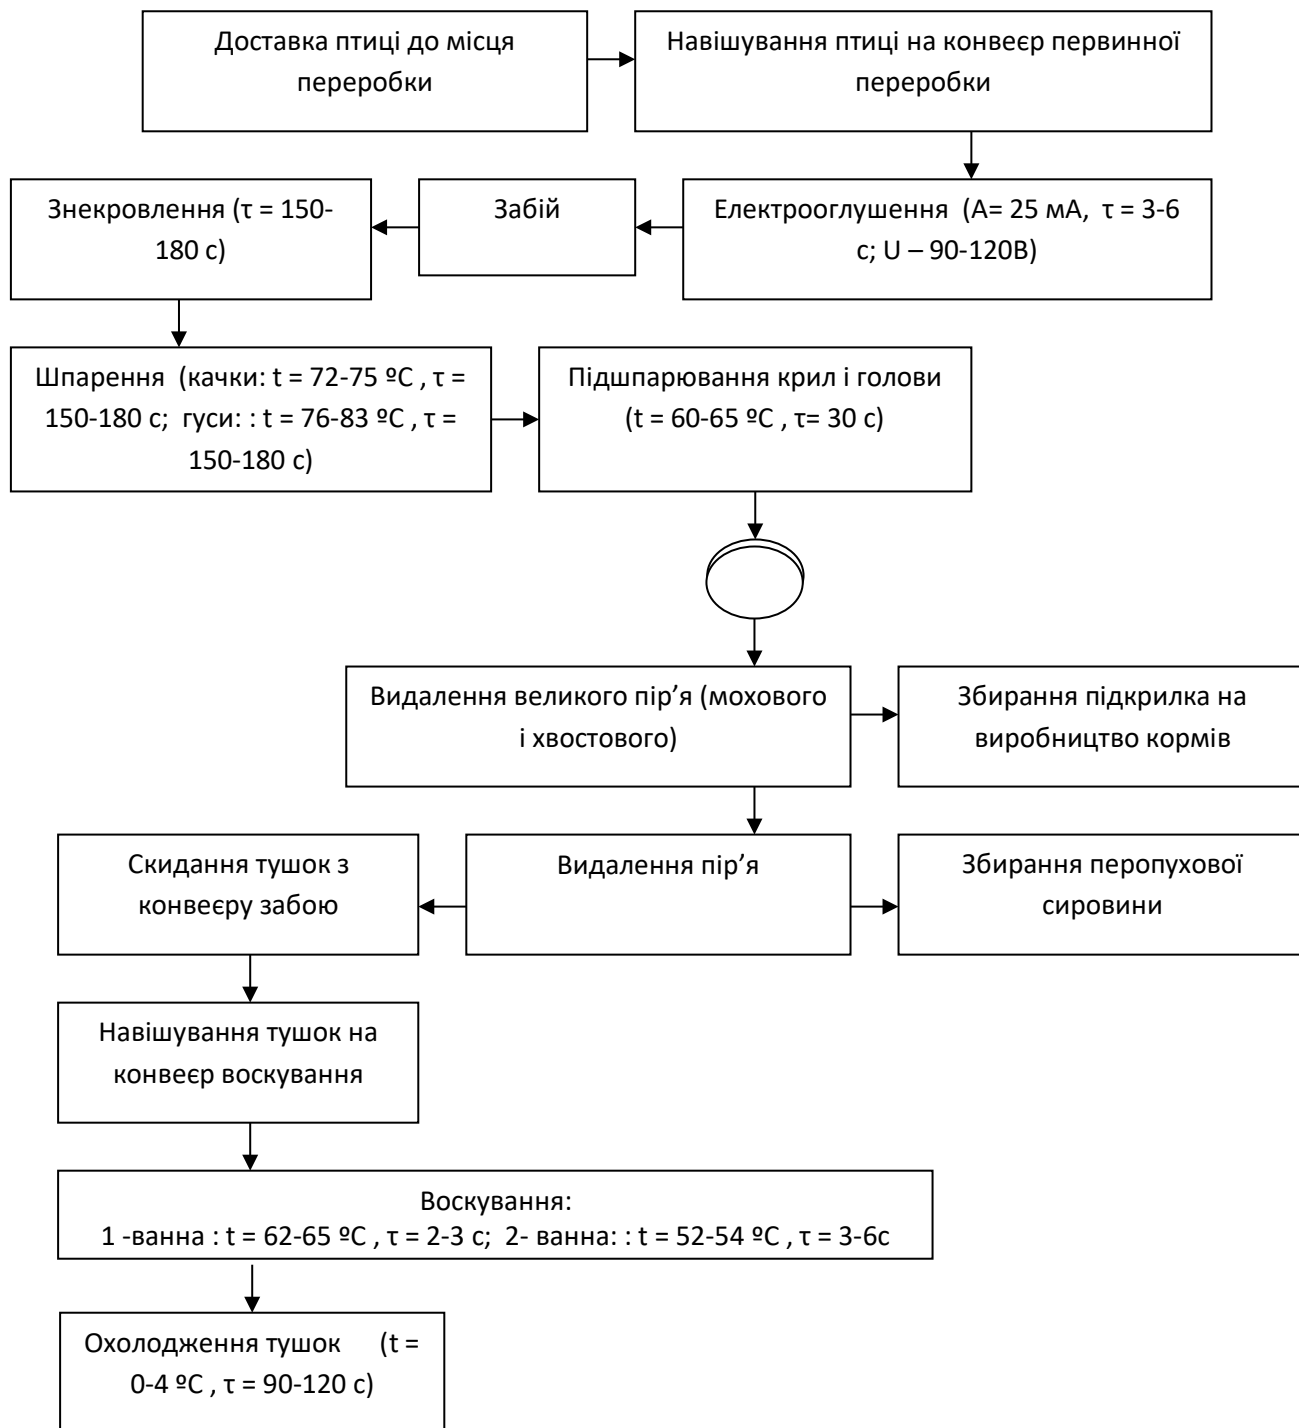 Доставка птиці до місця
переробки
Навішування птиці на конвеєр первинної
переробки
Електрооглушення (А= 25 мА, τ = 3-6
с; U – 90-120В)
Забій
Знекровлення (τ = 150-
180 с)
Шпарення (качки: t = 72-75 ºС , τ =
150-180 с; гуси: : t = 76-83 ºС , τ =
150-180 с)
Підшпарювання крил і голови
(t = 60-65 ºС , τ= 30 с)
Видалення великого пір’я (мохового
і хвостового)
Збирання підкрилка на
виробництво кормів
Видалення пір’я
Збирання перопухової
сировини
Скидання тушок з
конвеєру забою
Навішування тушок на
конвеєр воскування
Воскування:
1 -ванна : t = 62-65 ºС , τ = 2-3 с; 2- ванна: : t = 52-54 ºС , τ = 3-6с
Охолодження тушок (t =
0-4 ºС , τ = 90-120 с)